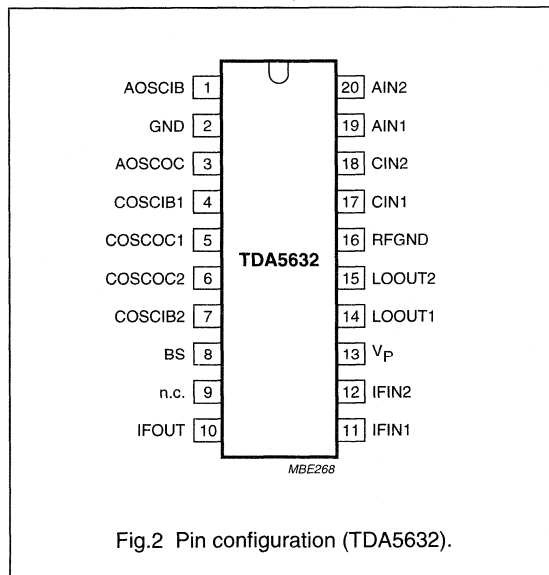 AOSCIB 1
GND 2
AOSCOC 3
COSCIB1 4
COSCOC1 5
COSCOC2 6
COSCIB2 7
BS 8
n.c. 9
IFOUT 10
TDA5632
20 AIN2
19 AIN1
18 CIN2
17 CIN1
16 RFGND
15 LOOUT2
14 LOOUT1
13 VP
12 IFIN2
11 IFIN1
MBE268
Fig.2 Pin configuration (TDA5632).